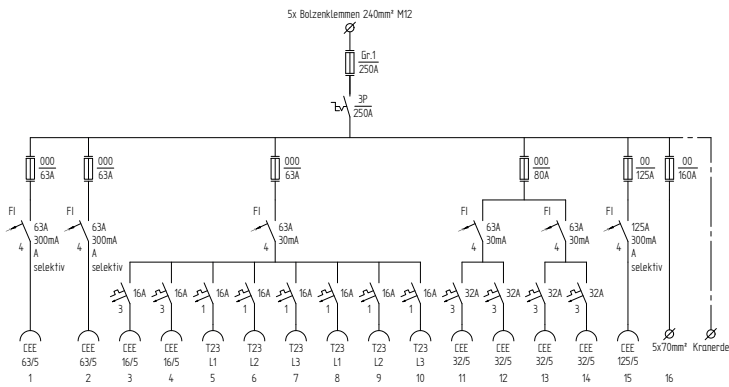 5x Bolzenklemmen 240mm² M12
Gr.1
250A
3P
250A
000
63A
000
63A
000
63A
000
80A
00
125A
00
160A
FI
63A
300mA
A
selektiv
4
FI
63A
300mA
A
selektiv
4
FI
63A
30mA
4
FI
63A
30mA
4
FI
63A
30mA
4
FI
125A
300mA
A
selektiv
4
16A
3
16A
3
16A
1
16A
1
16A
1
16A
1
16A
1
16A
1
32A
3
32A
3
32A
3
32A
3
CEE
63/5
1
CEE
63/5
2
CEE
16/5
3
CEE
16/5
4
T23
L1
5
T23
L2
6
T23
L3
7
T23
L1
8
T23
L2
9
T23
L3
10
CEE
32/5
11
CEE
32/5
12
CEE
32/5
13
CEE
32/5
14
CEE
125/5
15
5x70mm²
16
Kranerde